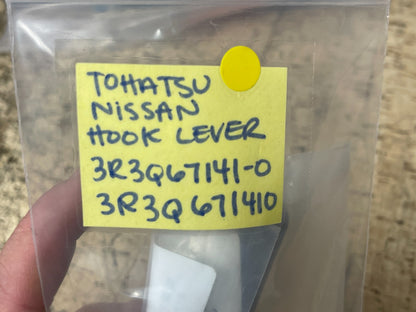 TOHATSU
NISSAN
HOOK LEVER
3R3Q67141-0
3R3Q671410